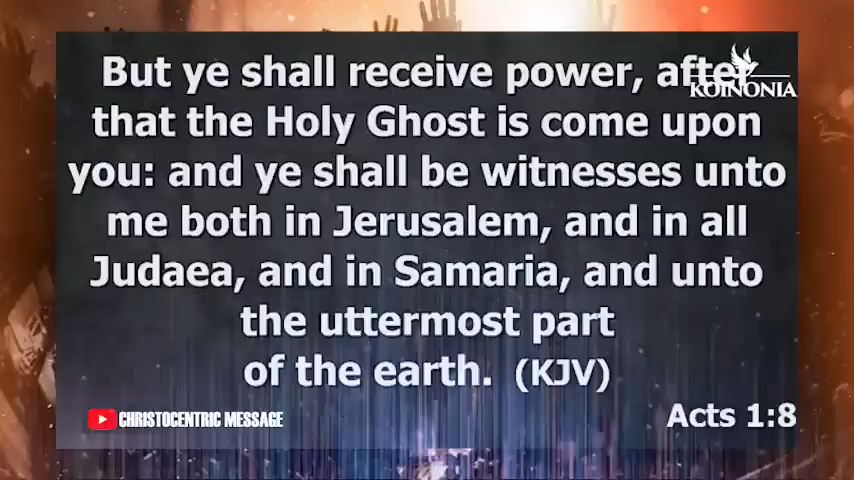 But ye shall receive power, after
that the Holy Ghost is come upon
you: and ye shall be witnesses unto
me both in Jerusalem, and in all
Judaea, and in Samaria, and unto
the uttermost part
of the earth. (KJV)
Acts 1:8
KOINONIA
CHRISTOCENTRIC MESSAGE